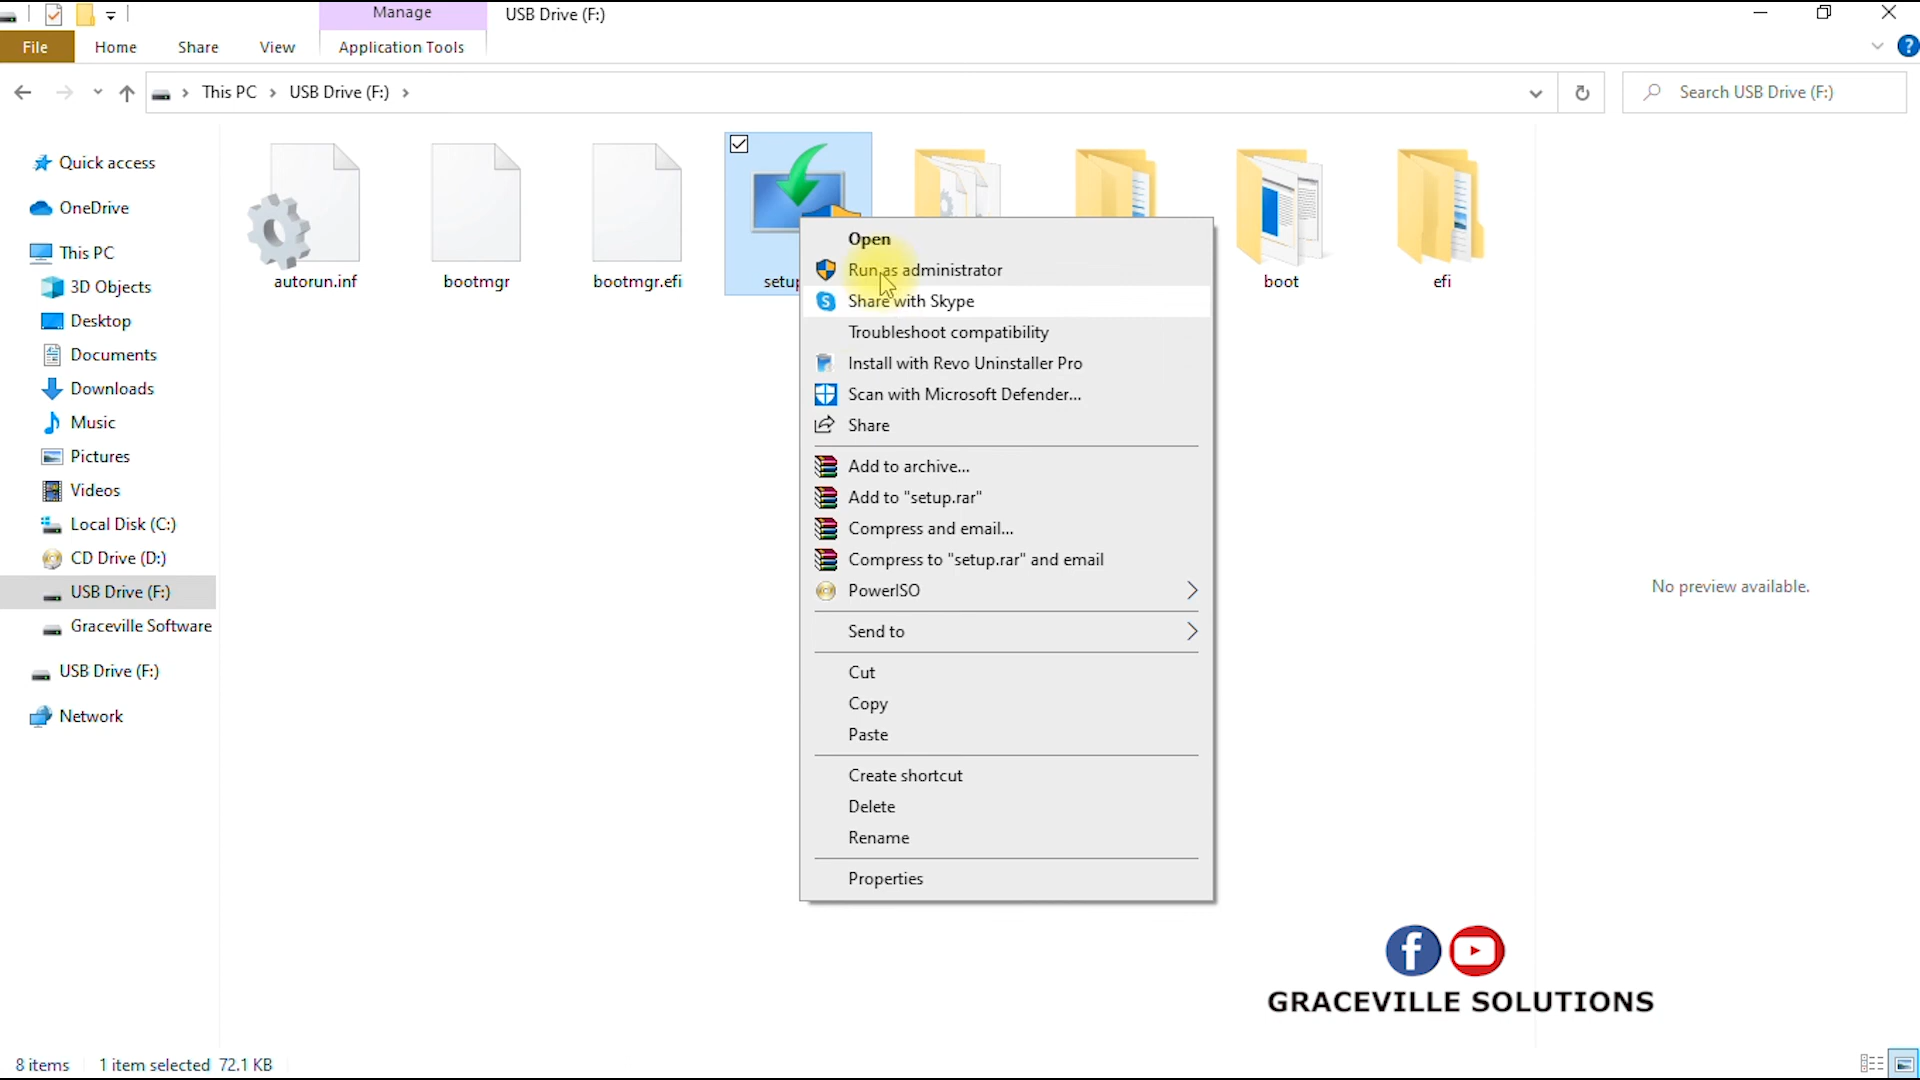 Manage
USB Drive (F:)
File
Home
Share
View
Application Tools
?
This PC
USB Drive (F:)
Search USB Drive (F:)
Quick access
OneDrive
This PC
3D Objects
Desktop
Documents
Downloads
Music
Pictures
Videos
Local Disk (C:)
CD Drive (D:)
USB Drive (F:)
Graceville Software
USB Drive (F:)
Network
autorun.inf
bootmgr
bootmgr.efi
setup
boot
efi
Open
Run as administrator
Share with Skype
Troubleshoot compatibility
Install with Revo Uninstaller Pro
Scan with Microsoft Defender...
Share
Add to archive...
Add to "setup.rar"
Compress and email...
Compress to "setup.rar" and email
PowerISO
Send to
Cut
Copy
Paste
Create shortcut
Delete
Rename
Properties
No preview available.
GRACEVILLE SOLUTIONS
8 items
1 item selected 72.1 KB